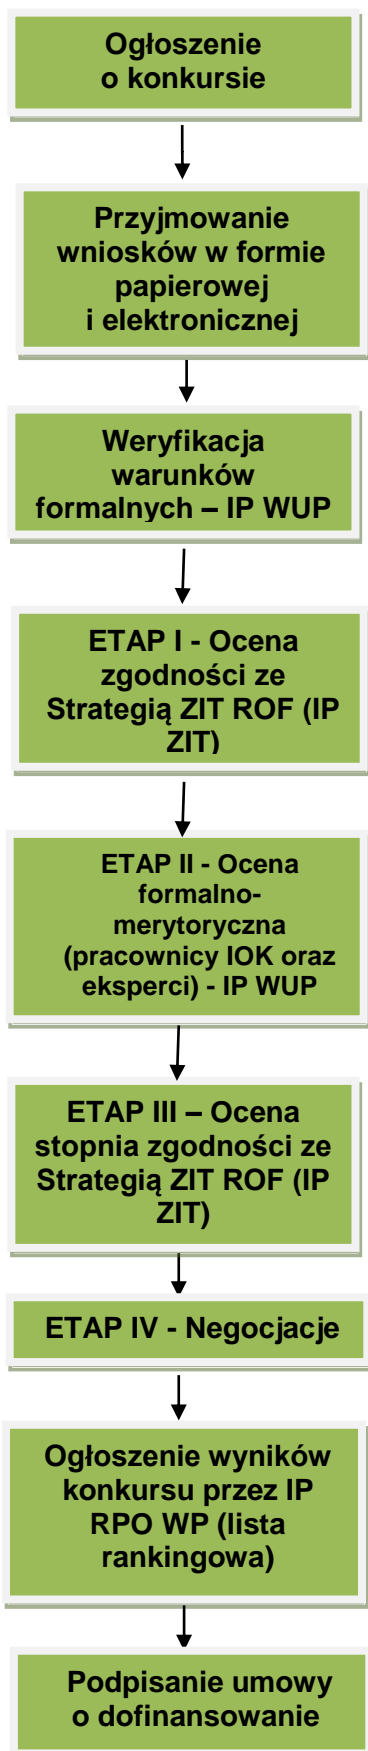 Ogłoszenie
o konkursie
Przyjmowanie
wniosków w formie
papierowej
i elektronicznej
Weryfikacja
warunków
formalnych – IP WUP
ETAP I - Ocena
zgodności ze
Strategią ZIT ROF (IP
ZIT)
ETAP II - Ocena
formalno-
merytoryczna
(pracownicy IOK oraz
eksperci) - IP WUP
ETAP III – Ocena
stopnia zgodności ze
Strategią ZIT ROF (IP
ZIT)
ETAP IV - Negocjacje
Ogłoszenie wyników
konkursu przez IP
RPO WP (lista
rankingowa)
Podpisanie umowy
o dofinansowanie